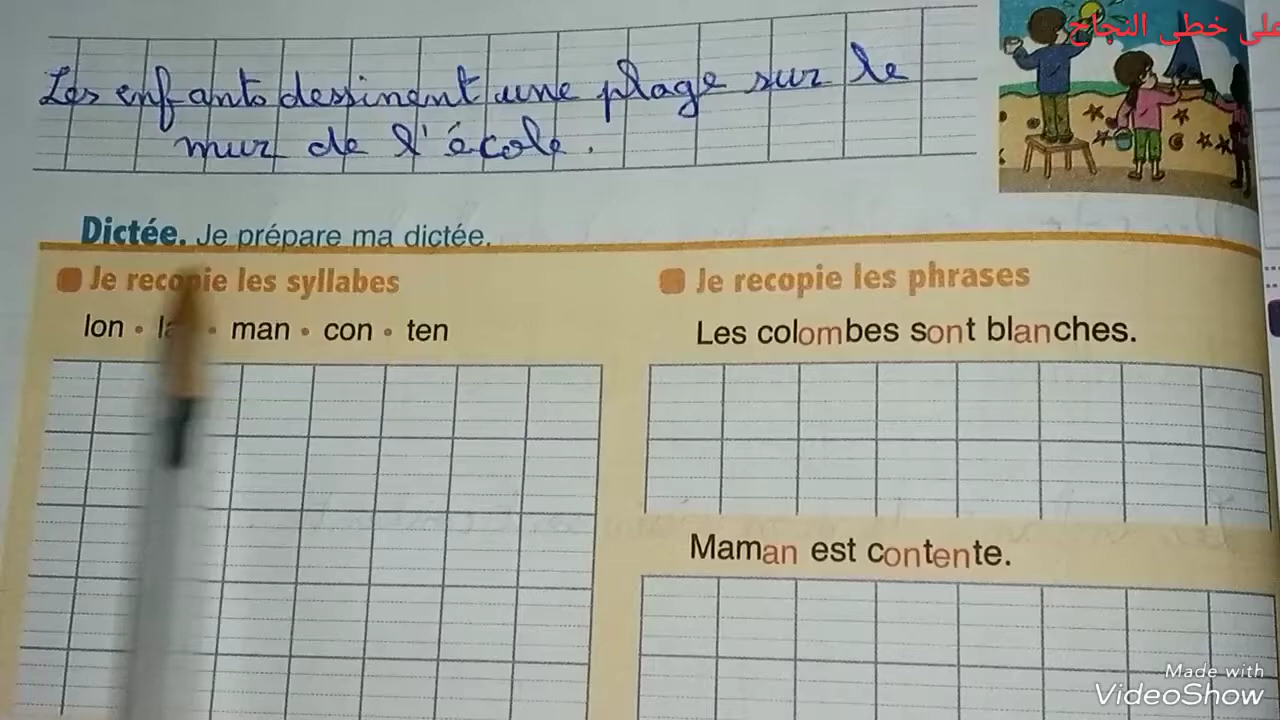 على خطى النجاح
Les enfants dessinent une plage sur le
mur de l'école.
Dictée. Je prépare ma dictée.
Je recopie les syllabes
lon • • man • con • ten
Je recopie les phrases
Les colombes sont blanches.
Maman est contente.
Made with
VideoShow